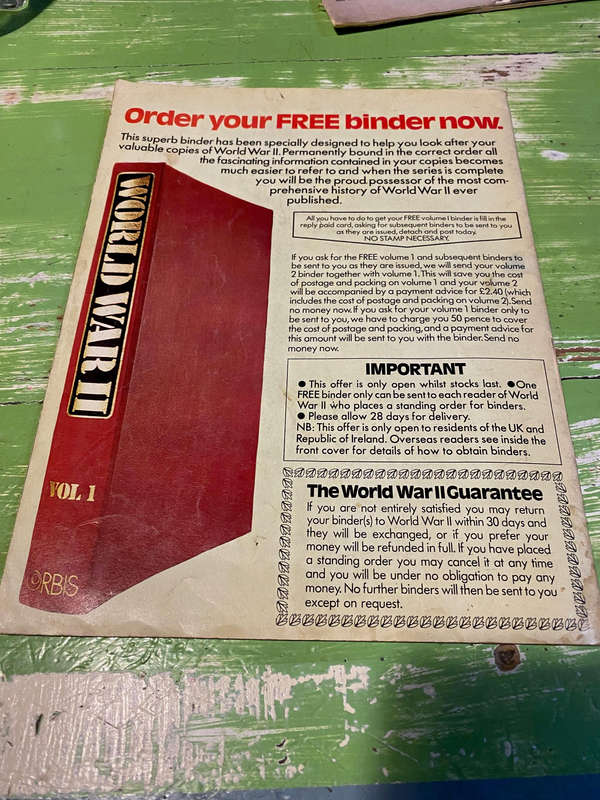 Order your FREE binder now.
This superb binder has been specially designed to help you look after your
valuable copies of World War II. Permanently bound in the correct order all
the fascinating information contained in your copies becomes
much easier to refer to and when the series is complete
you will be the proud possessor of the most com-
prehensive history of World War II ever
published.
All you have to do to get your FREE volume 1 binder is fill in the
reply paid card, asking for subsequent binders to be sent to you
as they are issued, detach and post today.
NO STAMP NECESSARY.
If you ask for the FREE volume 1 and subsequent binders to
be sent to you as they are issued, we will send your volume
2 binder together with volume 1. This will save you the cost
of postage and packing on volume 1 and your volume 2
will be accompanied by a payment advice for £2.40 (which
includes the cost of postage and packing on volume 2). Send
no money now. If you ask for your volume 1 binder only to
be sent to you, we have to charge you 50 pence to cover
the cost of postage and packing, and a payment advice for
this amount will be sent to you with the binder. Send no
money now.
IMPORTANT
● This offer is only open whilst stocks last. ●One
FREE binder only can be sent to each reader of World
War II who places a standing order for binders.
● Please allow 28 days for delivery.
NB: This offer is only open to residents of the UK and
Republic of Ireland. Overseas readers see inside the
front cover for details of how to obtain binders.
The World War II Guarantee
If you are not entirely satisfied you may return
your binder(s) to World War II within 30 days and
they will be exchanged, or if you prefer your
money will be refunded in full. If you have placed
a standing order you may cancel it at any time
and you will be under no obligation to pay any
money. No further binders will then be sent to you
except on request.
WORLD WAR II
VOL 1
ORBIS